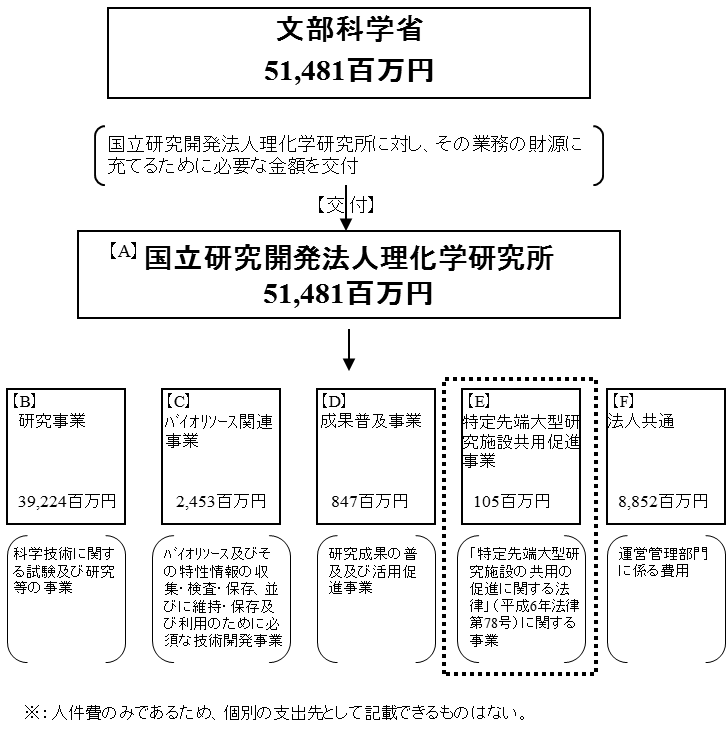 文部科学省
51,481百万円
国立研究開発法人理化学研究所に対し、その業務の財源に
充てるために必要な金額を交付
【交付】
【A】国立研究開発法人理化学研究所
51,481百万円
【B】
研究事業
39,224百万円
科学技術に関す
る試験及び研究
等の事業
【C】
ﾊﾞｲｵﾘｿｰｽ関連
事業
2,453百万円
ﾊﾞｲｵﾘｿｰｽ及びそ
の特性情報の収
集・検査・保存、並
びに維持・保存及
び利用のために必
須な技術開発事業
【D】
成果普及事業
847百万円
研究成果の普
及及び活用促
進事業
【E】
特定先端大型研
究施設共用促進
事業
105百万円
「特定先端大型研
究施設の共用の
促進に関する法
律」（平成6年法律
第78号）に関する
事業
【F】
法人共通
8,852百万円
運営管理部門
に係る費用
※：人件費のみであるため、個別の支出先として記載できるものはない。